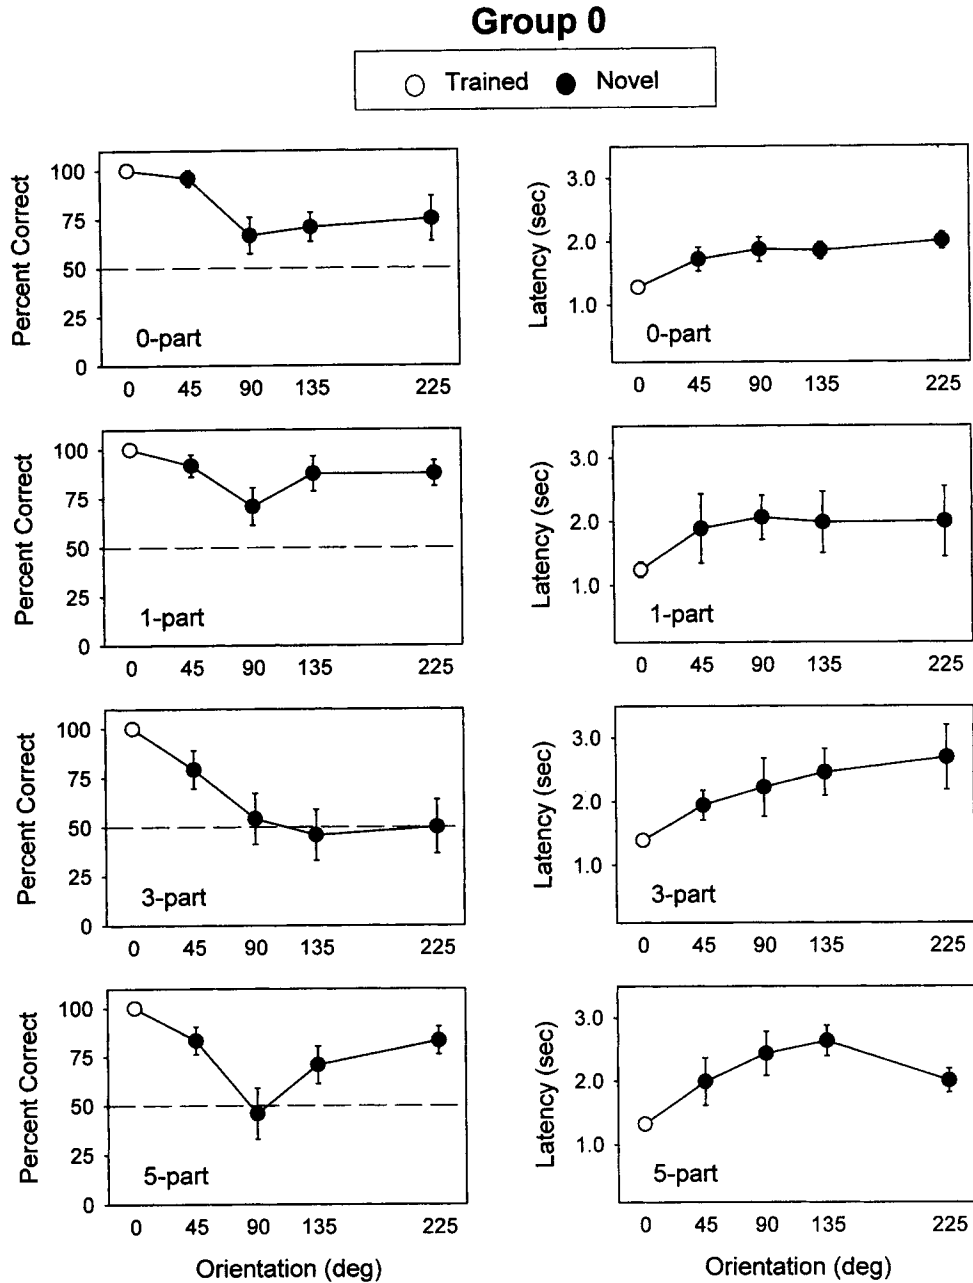 Group 0
Trained Novel
Percent Correct
100
75
50
25
0
0-part
0 45 90 135 225
Latency (sec)
3.0
2.0
1.0
0-part
0 45 90 135 225
Percent Correct
100
75
50
25
0
1-part
0 45 90 135 225
Latency (sec)
3.0
2.0
1.0
1-part
0 45 90 135 225
Percent Correct
100
75
50
25
0
3-part
0 45 90 135 225
Latency (sec)
3.0
2.0
1.0
3-part
0 45 90 135 225
Percent Correct
100
75
50
25
0
5-part
0 45 90 135 225
Orientation (deg)
Latency (sec)
3.0
2.0
1.0
5-part
0 45 90 135 225
Orientation (deg)